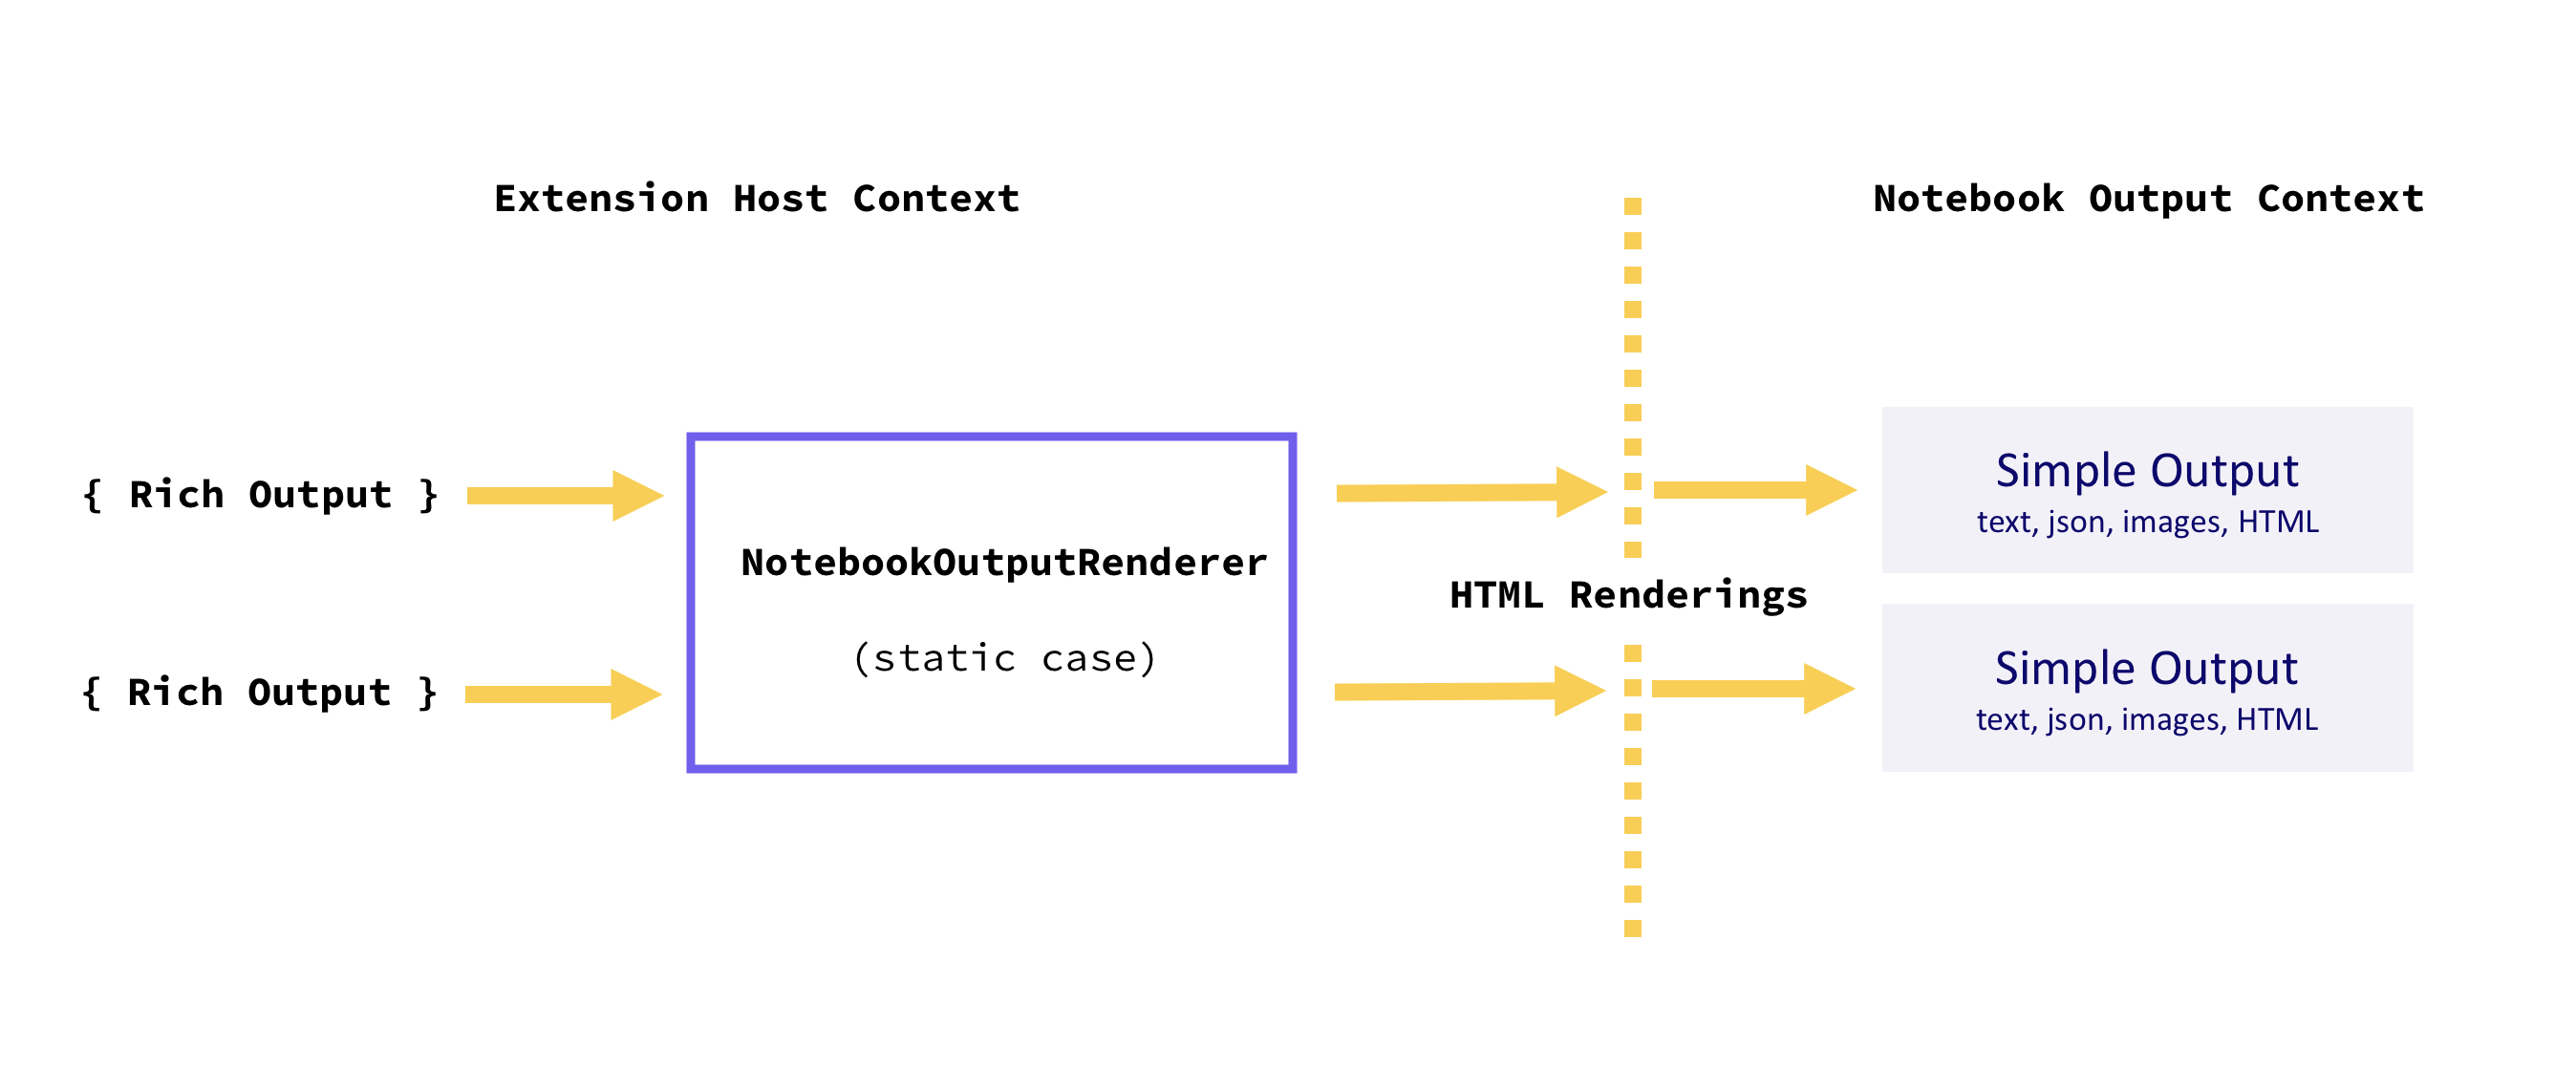 Extension Host Context
Notebook Output Context
{ Rich Output }
{ Rich Output }
NotebookOutputRenderer
(static case)
HTML Renderings
Simple Output
text, json, images, HTML
Simple Output
text, json, images, HTML